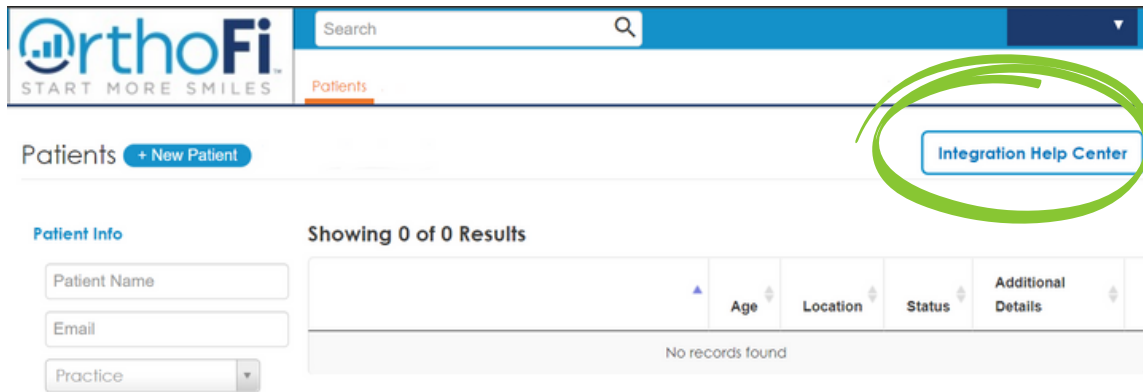 OrthoFi
START MORE SMILES
Search
Patients
Patients + New Patient
Integration Help Center
Patient Info
Showing 0 of 0 Results
Patient Name
Email
Practice
Age Location Status Additional
Details
No records found